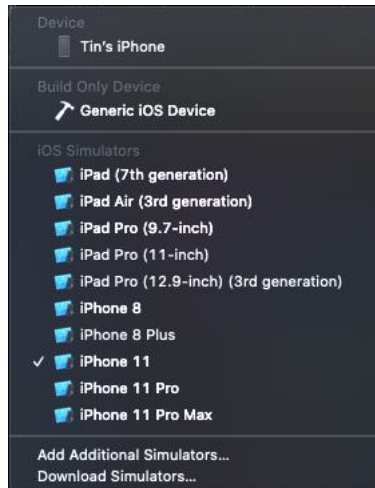 Device
Tin's iPhone
Build Only Device
Generic iOS Device
iOS Simulators
iPad (7th generation)
iPad Air (3rd generation)
iPad Pro (9.7-inch)
iPad Pro (11-inch)
iPad Pro (12.9-inch) (3rd generation)
iPhone 8
iPhone 8 Plus
iPhone 11
iPhone 11 Pro
iPhone 11 Pro Max
Add Additional Simulators...
Download Simulators...